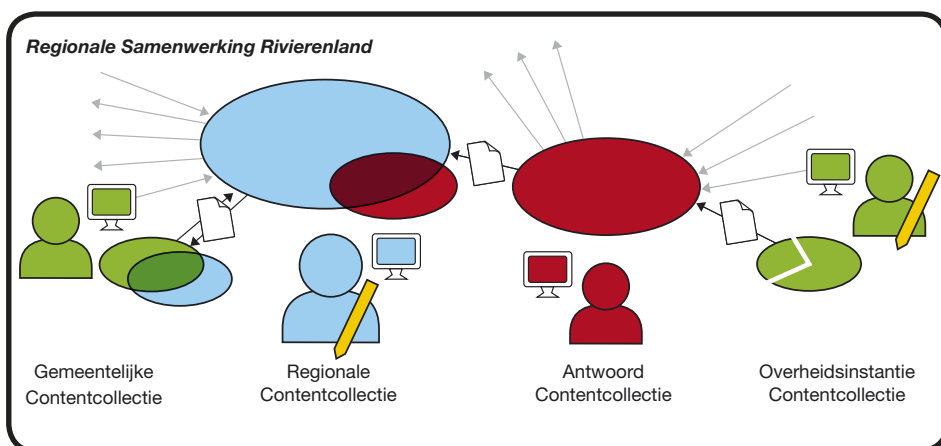 Regionale Samenwerking Rivierenland
Gemeentelijke
Contentcollectie
Regionale
Contentcollectie
Antwoord
Contentcollectie
Overheidsinstantie
Contentcollectie